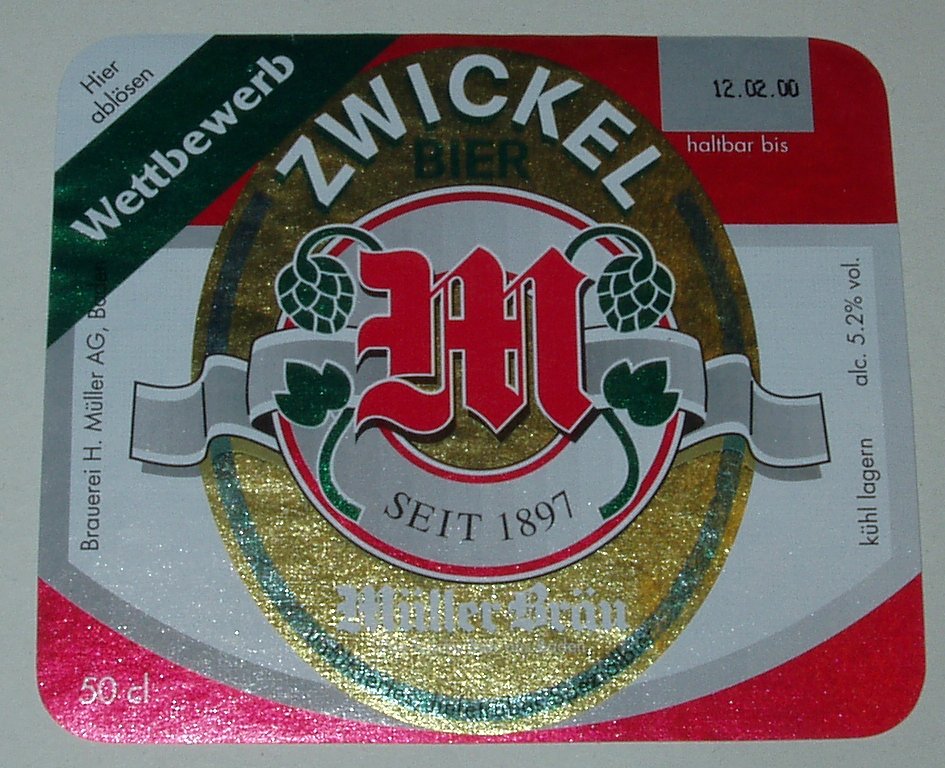 Hier
ablösen
Wettbewerb
ZWICKEL
BIER
12.02.00
haltbar bis
Brauerei H. Müller AG,
M
SEIT 1897
alc. 5.2% vol.
kühl lagern
Müller Bräu
50 cl